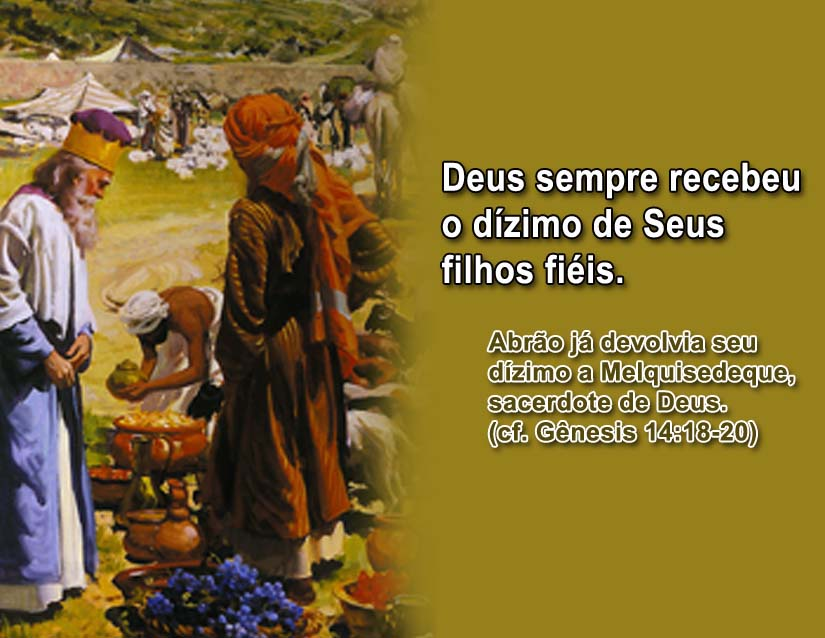 Deus sempre recebeu
o dízimo de Seus
filhos fiéis.
Abrão já devolvia seu
dízimo a Melquisedeque,
sacerdote de Deus.
(cf. Gênesis 14:18-20)